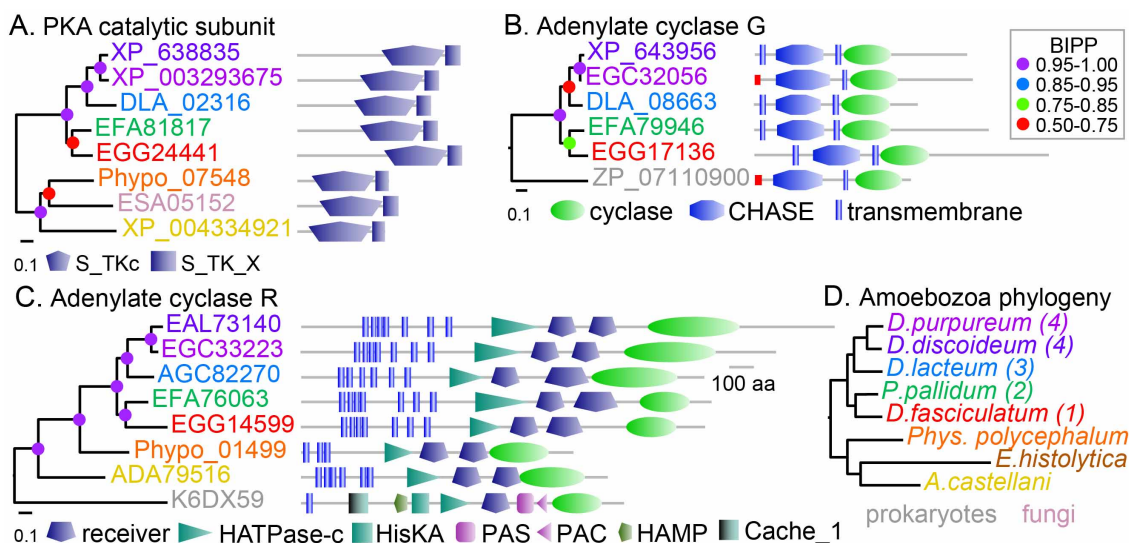 A. PKA catalytic subunit
XP_638835
XP_003293675
DLA_02316
EFA81817
EGG24441
Phypo_07548
ESA05152
XP_004334921
0.1 S_TKc S_TK_X
B. Adenylate cyclase G
XP_643956
EGC32056
DLA_08663
EFA79946
EGG17136
ZP_07110900
0.1 cyclase CHASE transmembrane
BIPP
0.95-1.00
0.85-0.95
0.75-0.85
0.50-0.75
C. Adenylate cyclase R
EAL73140
EGC33223
AGC82270
EFA76063
EGG14599
Phypo_01499
ADA79516
K6DX59
100 aa
0.1 receiver HATPase-c HisKA PAS PAC HAMP Cache_1
D. Amoebozoa phylogeny
D.purpureum (4)
D.discoideum (4)
D.lacteum (3)
P.pallidum (2)
D.fasciculatum (1)
Phys. polycephalum
E.histolytica
A.castellani
prokaryotes fungi